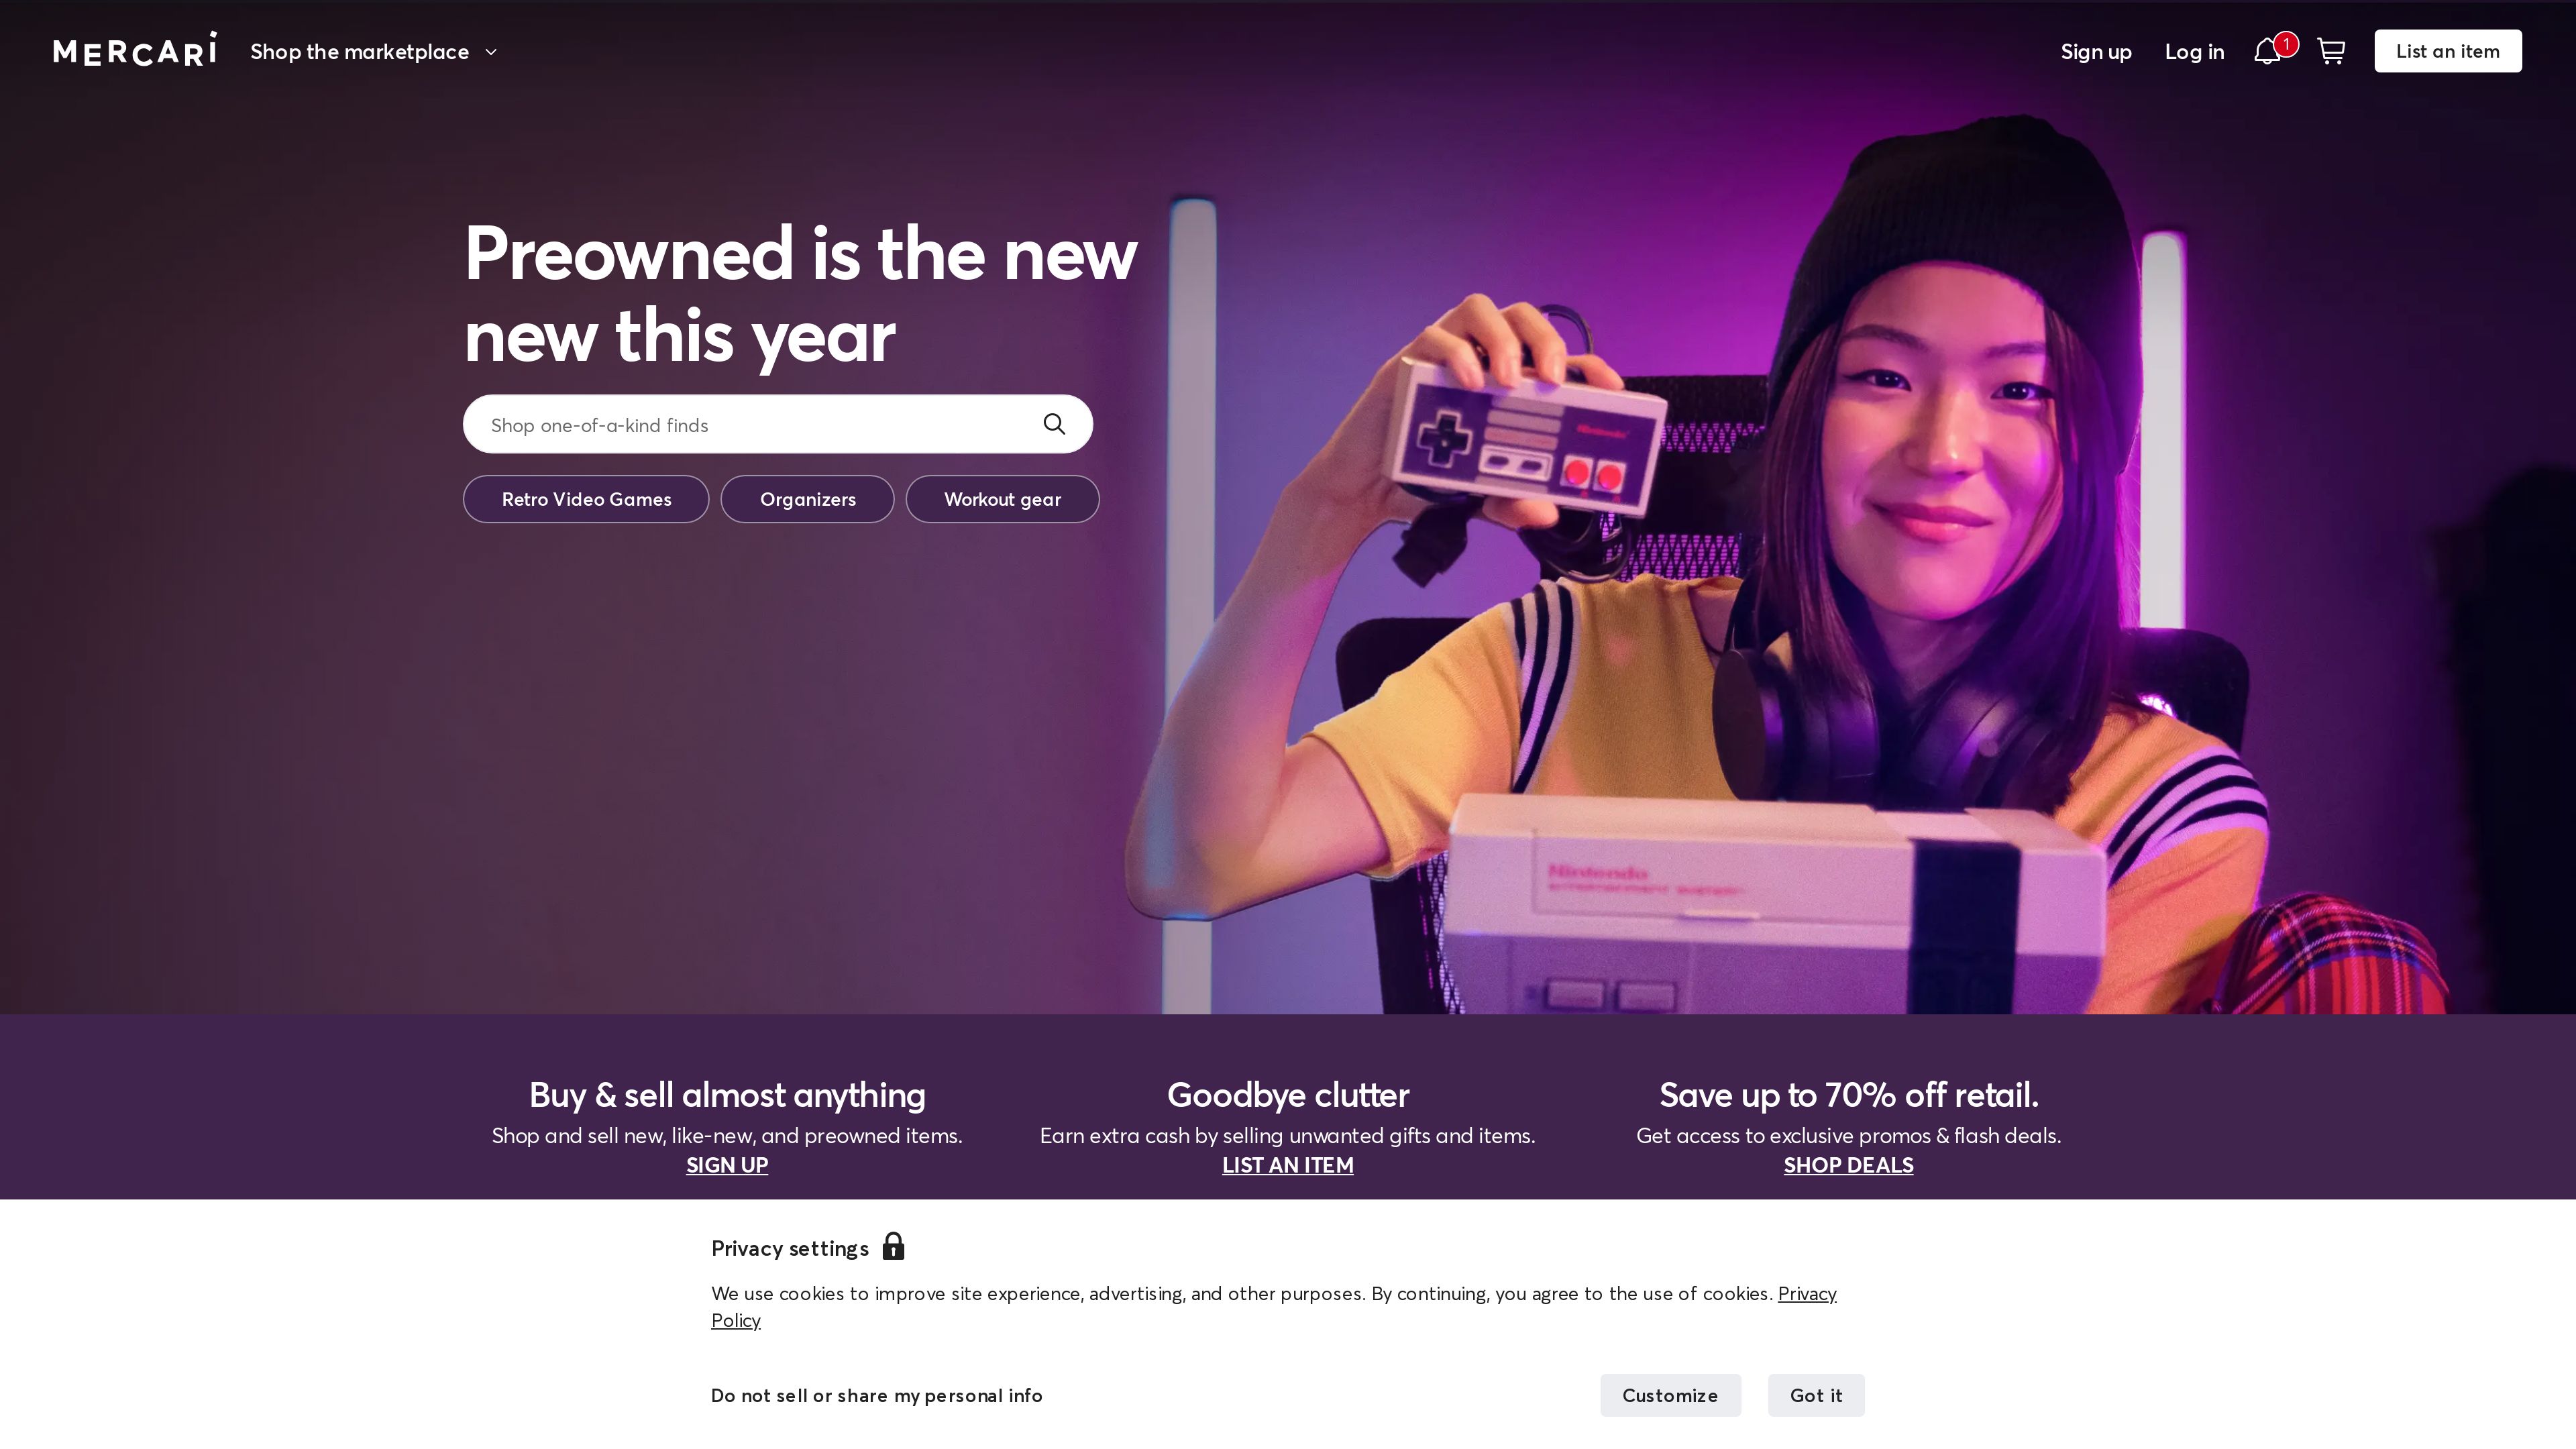 MERCARI
Shop the marketplace
Sign up
Log in
1
List an item
Preowned is the new
new this year
Shop one-of-a-kind finds
Retro Video Games
Organizers
Workout gear
Nintendo
Nintendo
ENTERTAINMENT SYSTEM
Buy & sell almost anything
Shop and sell new, like-new, and preowned items.
SIGN UP
Goodbye clutter
Earn extra cash by selling unwanted gifts and items.
LIST AN ITEM
Save up to 70% off retail.
Get access to exclusive promos & flash deals.
SHOP DEALS
Privacy settings
We use cookies to improve site experience, advertising, and other purposes. By continuing, you agree to the use of cookies. Privacy
Policy
Do not sell or share my personal info
Customize
Got it